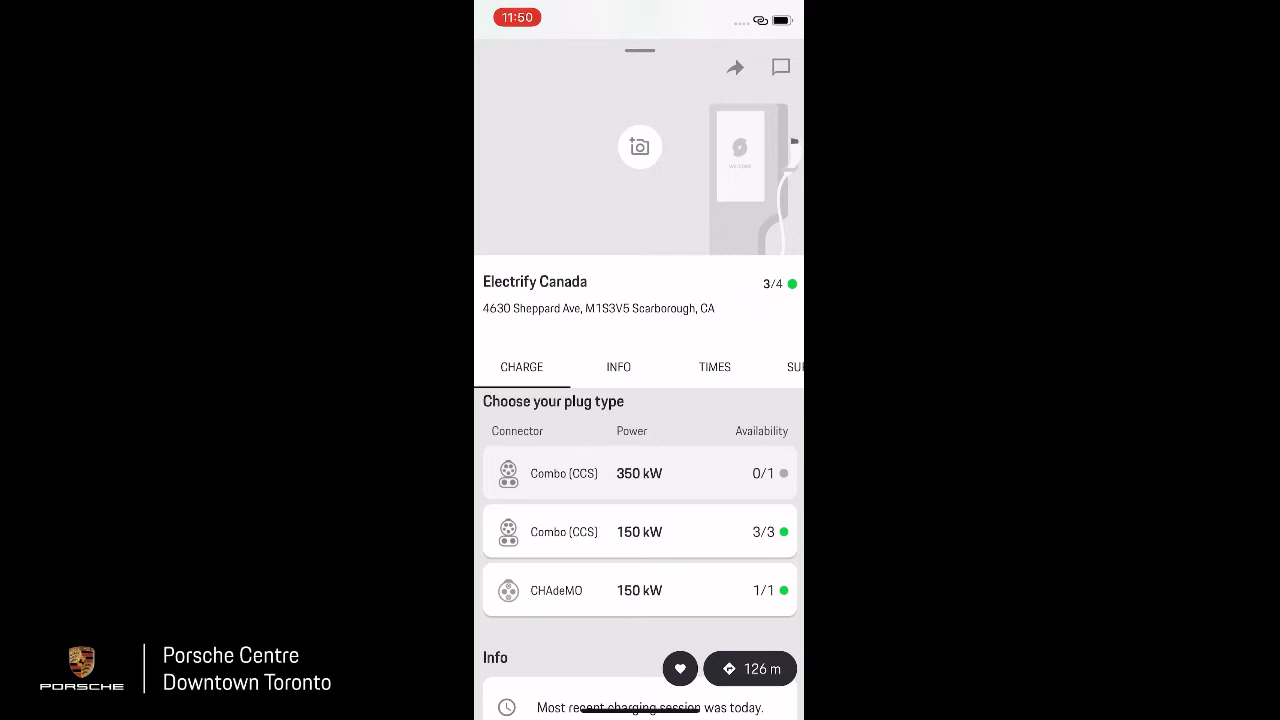 11:50
Electrify Canada
3/4
4630 Sheppard Ave, M1S3V5 Scarborough, CA
CHARGE INFO TIMES SUP
Choose your plug type
Connector Power Availability
Combo (CCS) 350 kW 0/1
Combo (CCS) 150 kW 3/3
CHAdeMO 150 kW 1/1
Info
126 m
Most recent charging session was today.
PORSCHE
Porsche Centre
Downtown Toronto